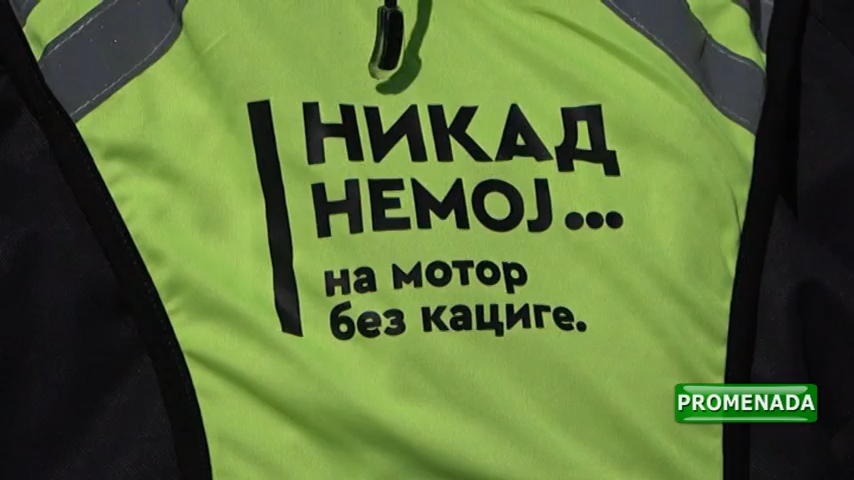 НИКАД
НЕМОЈ...
на мотор
без кациге.
PROMENADA